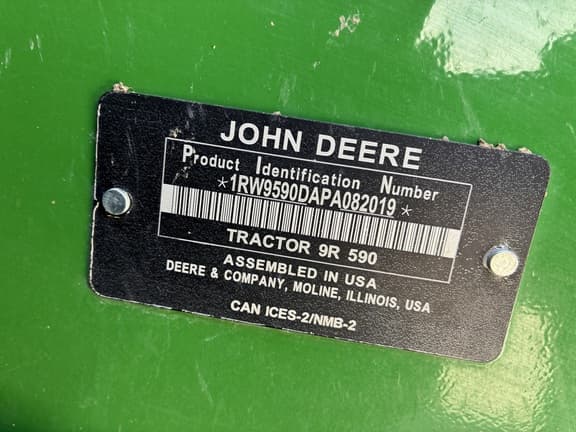 JOHN DEERE
Product Identification Number
*1RW9590DAPA082019*
TRACTOR 9R 590
ASSEMBLED IN USA
DEERE & COMPANY, MOLINE, ILLINOIS, USA
CAN ICES-2/NMB-2